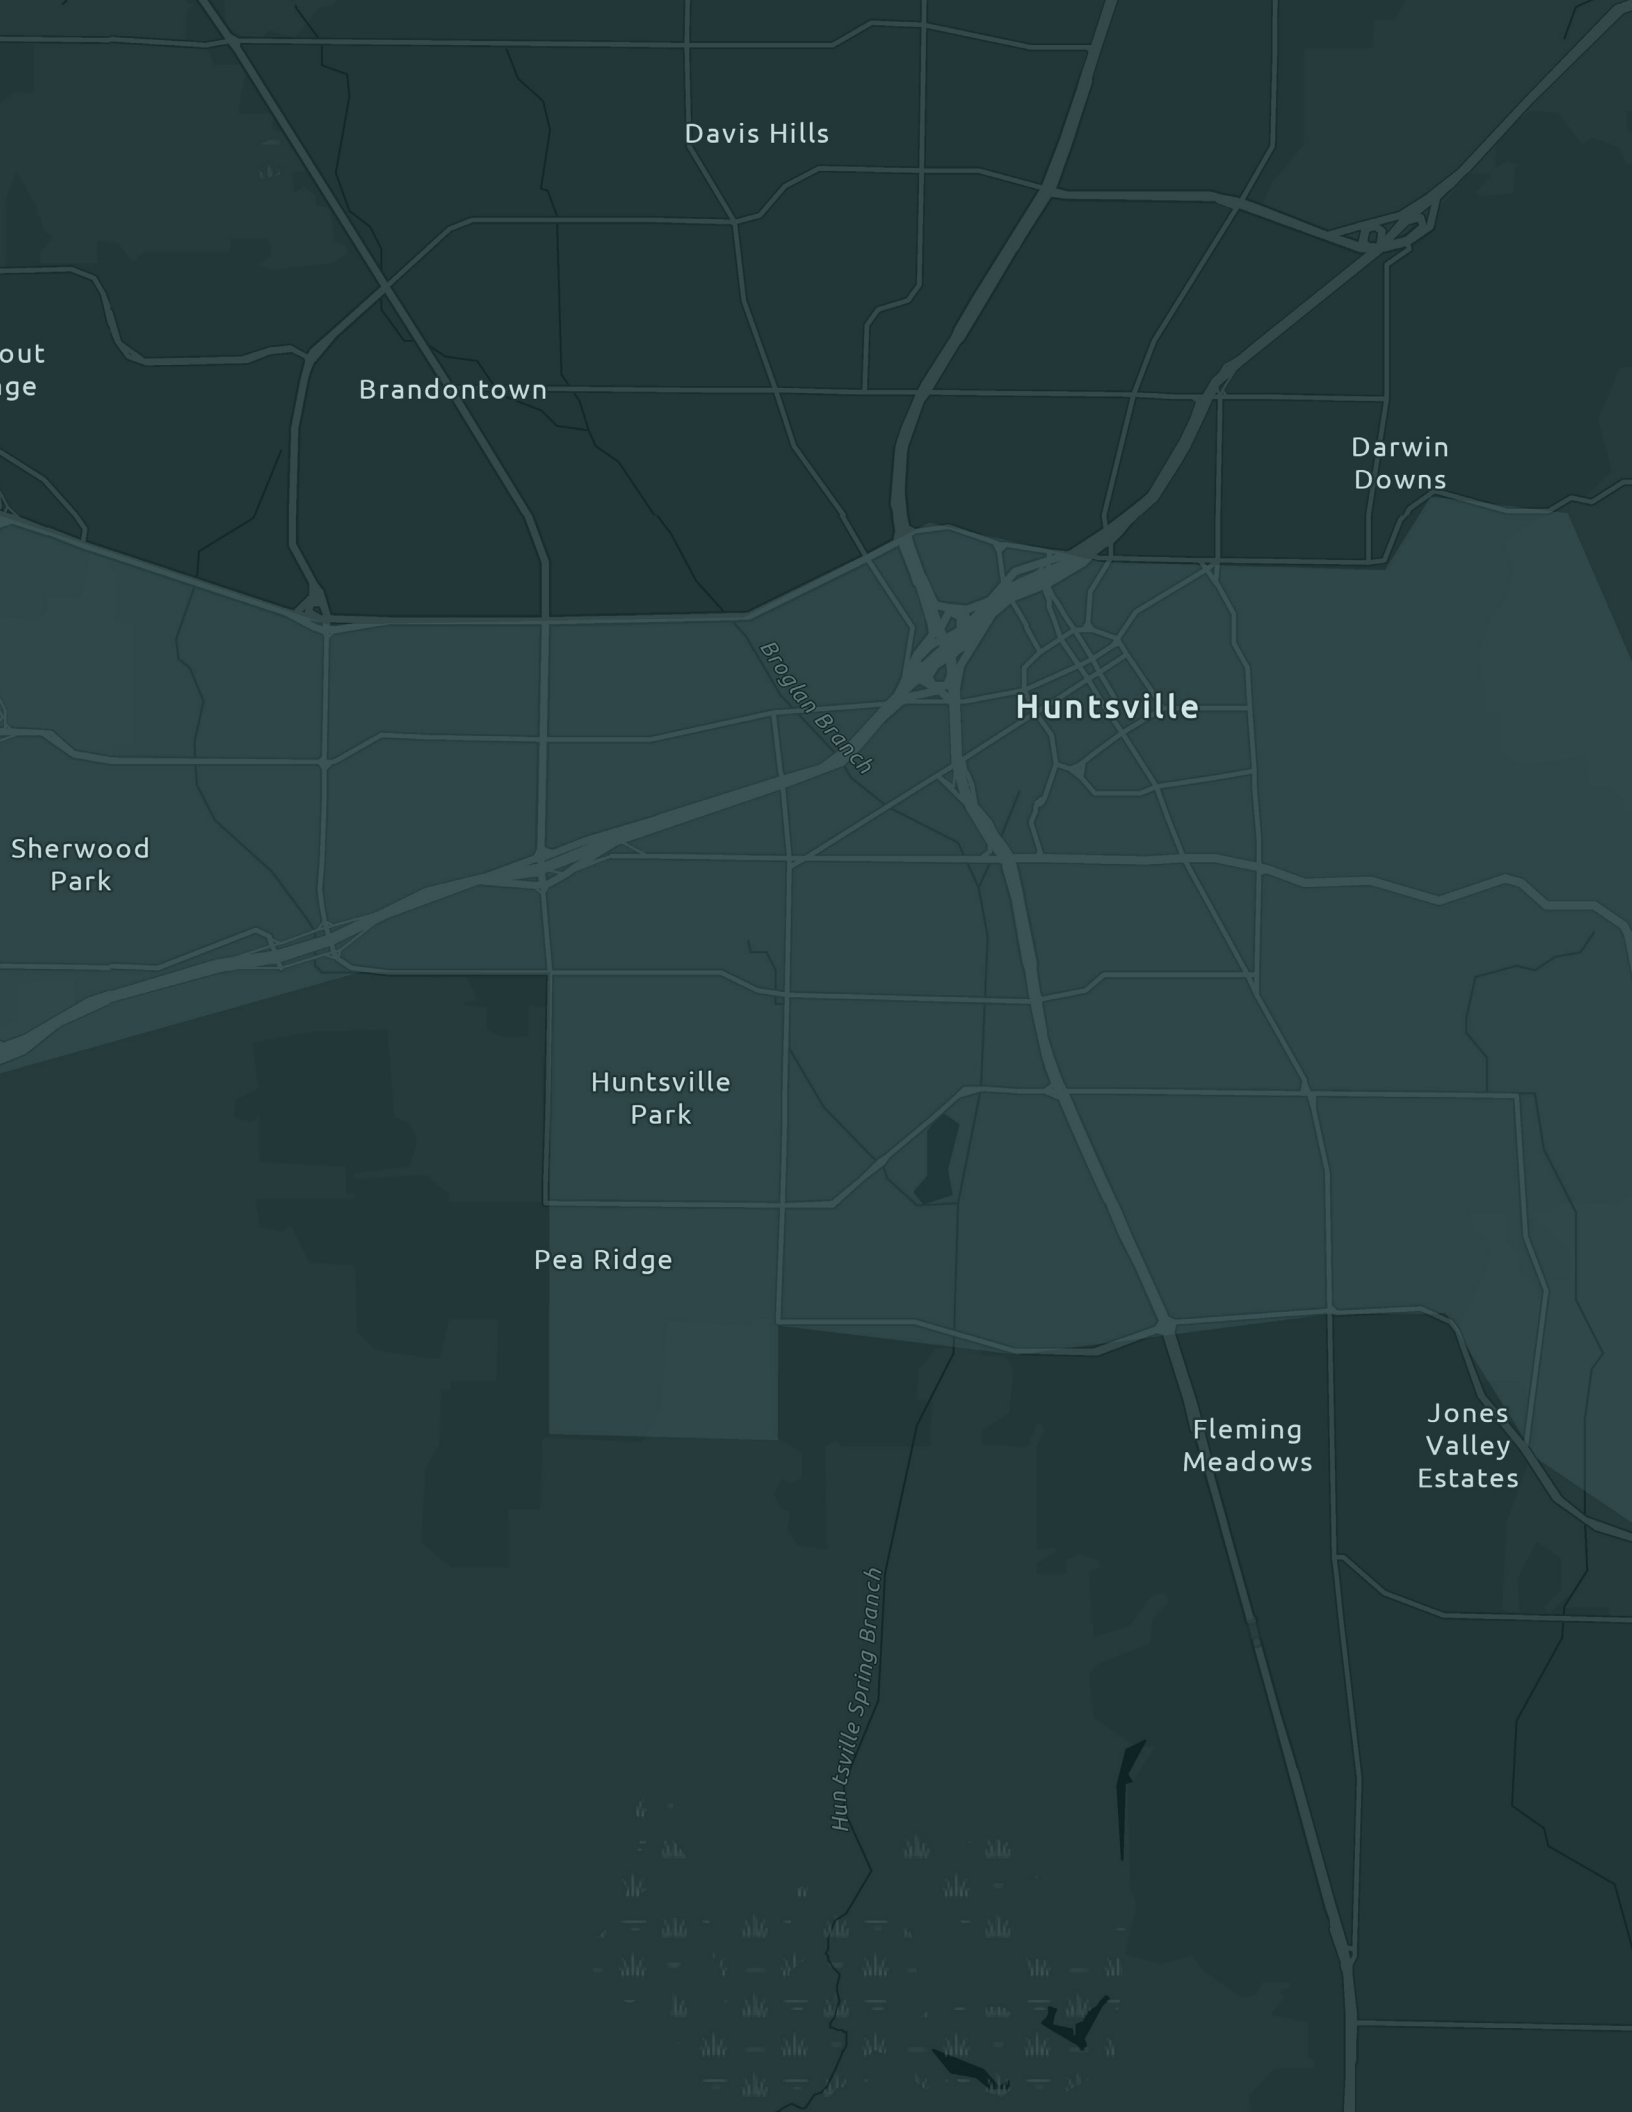 Davis Hills
out
ge
Brandontown
Darwin
Downs
Broglan Branch
Huntsville
Sherwood
Park
Huntsville
Park
Pea Ridge
Fleming
Meadows
Jones
Valley
Estates
Huntsville Spring Branch